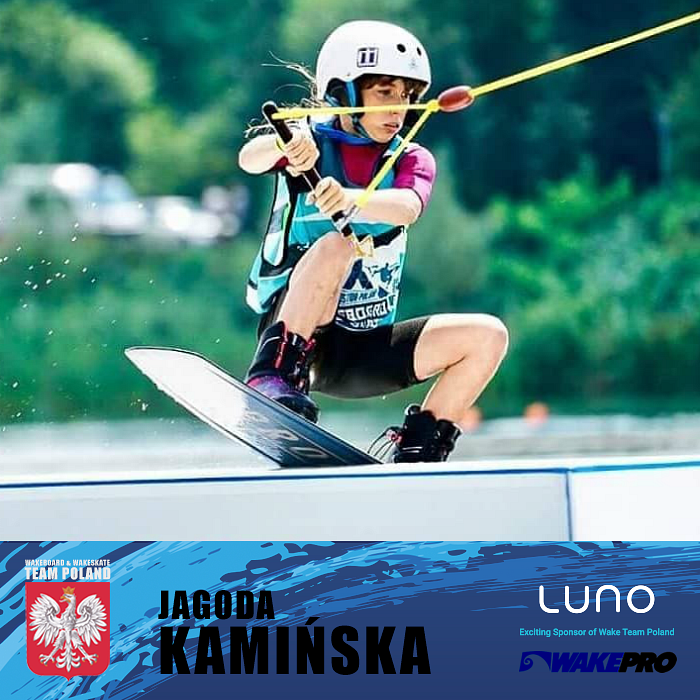 WAKEBOARD & WAKESKATE
TEAM POLAND
JAGODA
KAMIŃSKA
LUNO
Exciting Sponsor of Wake Team Poland
WAKEPRO